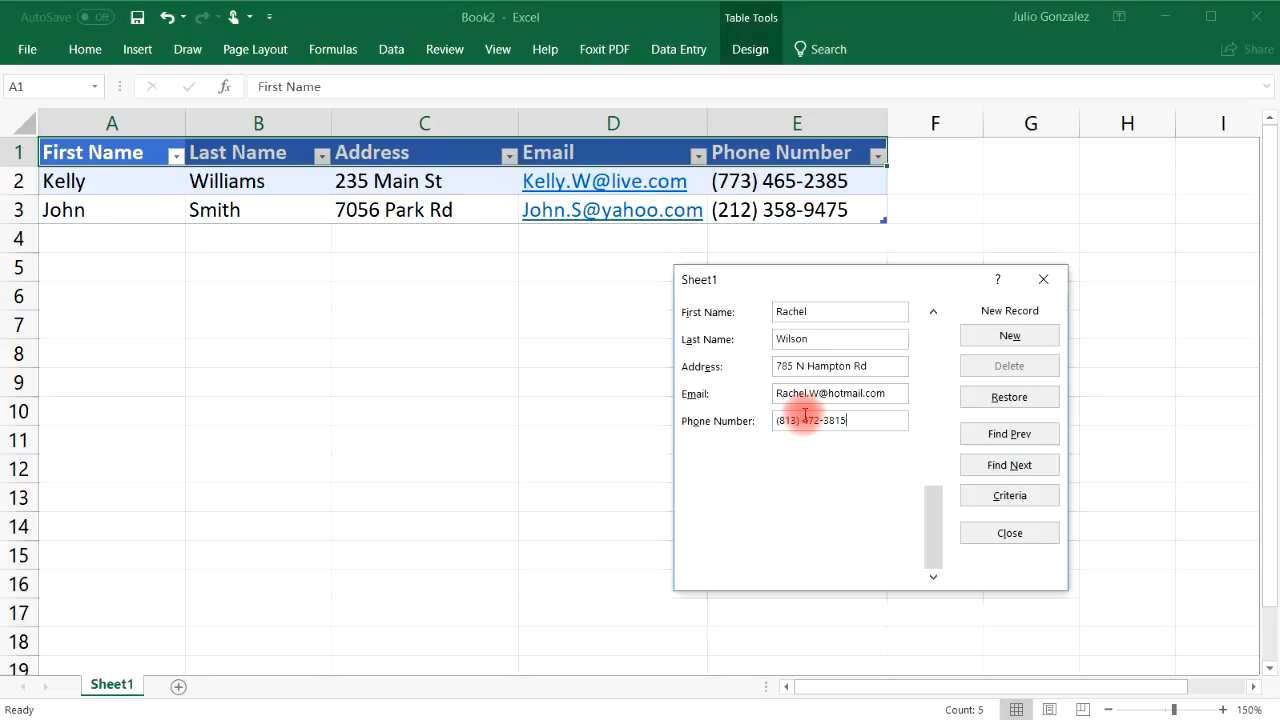 AutoSave Off Book2 - Excel Table Tools Julio Gonzalez
File Home Insert Draw Page Layout Formulas Data Review View Help Foxit PDF Data Entry Design Search Share
A1 fx First Name
A B C D E F G H I
1 First Name Last Name Address Email Phone Number
2 Kelly Williams 235 Main St Kelly.W@live.com (773) 465-2385
3 John Smith 7056 Park Rd John.S@yahoo.com (212) 358-9475
4
5
6
7
8
9
10
11
12
13
14
15
16
17
18
19
Sheet1 ?
First Name: Rachel New Record
Last Name: Wilson New
Address: 785 N Hampton Rd Delete
Email: Rachel.W@hotmail.com Restore
Phone Number: (813) 472-3815 Find Prev
Find Next
Criteria
Close
Sheet1
Ready Count: 5 150%